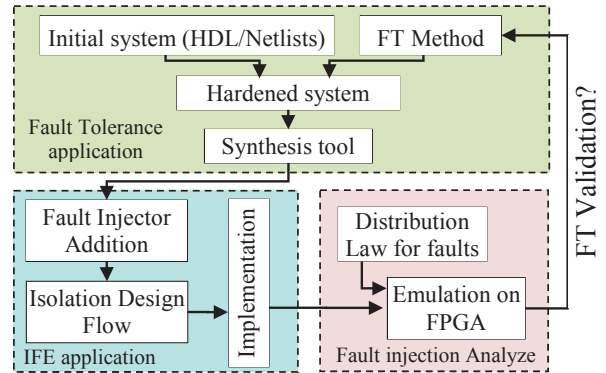 Initial system (HDL/Netlists)
FT Method
Hardened system
Fault Tolerance
application
Synthesis tool
Fault Injector
Addition
Isolation Design
Flow
Implementation
IFE application
Distribution
Law for faults
Emulation on
FPGA
Fault injection Analyze
FT Validation?